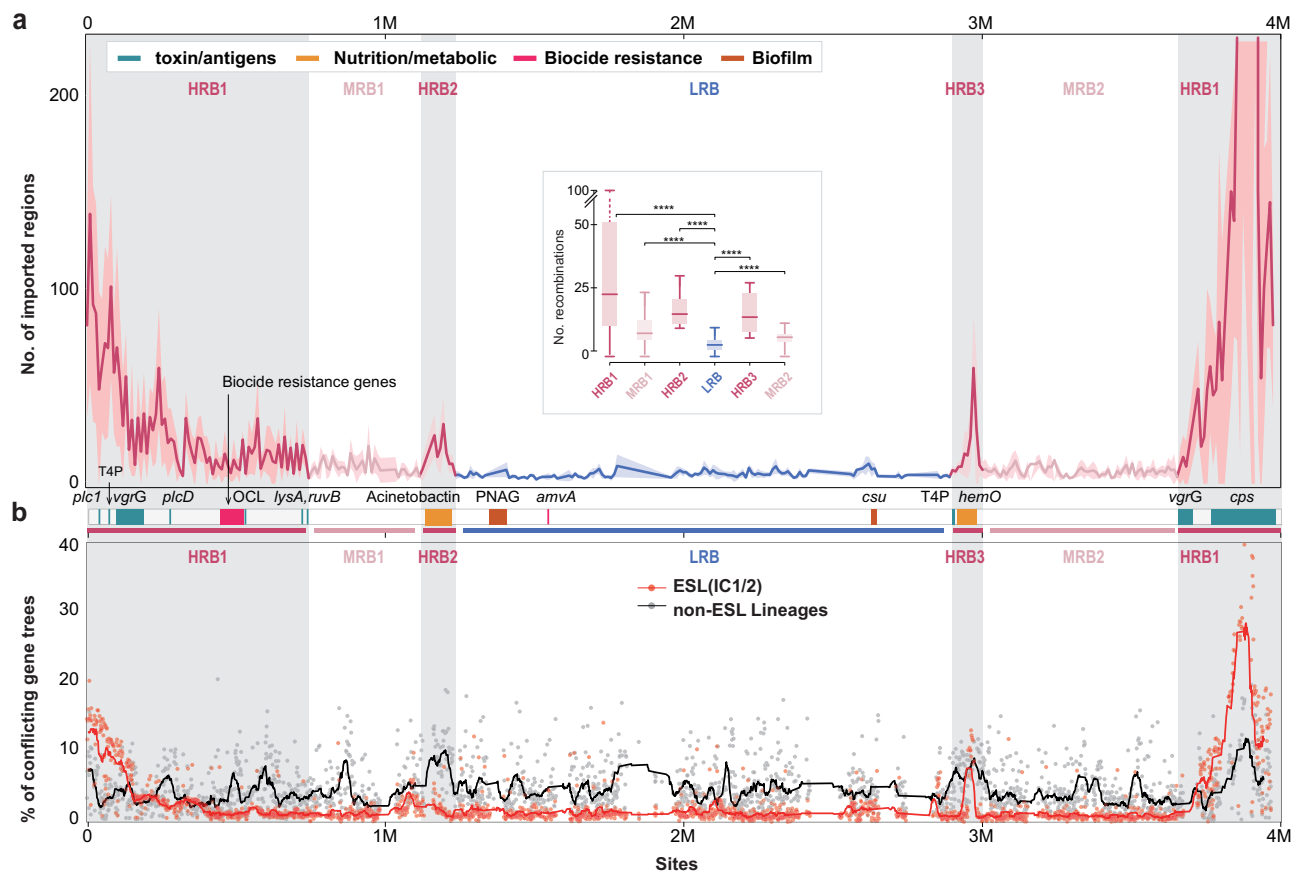 a
0 1M 2M 3M 4M
toxin/antigens Nutrition/metabolic Biocide resistance Biofilm
HRB1 MRB1 HRB2 LRB HRB3 MRB2 HRB1
No. of imported regions
200
100
0
No. recombinations
100
50
25
0
**** 
****
****
****
****
HRB1 MRB1 HRB2 LRB HRB3 MRB2
Biocide resistance genes
T4P
plc1 vgrG plcD OCL lysA,ruvB Acinetobactin PNAG amvA csu T4P hemO vgrG cps
b
HRB1 MRB1 HRB2 LRB HRB3 MRB2 HRB1
ESL(IC1/2)
non-ESL Lineages
% of conflicting gene trees
40
30
20
10
0
0 1M 2M 3M 4M
Sites